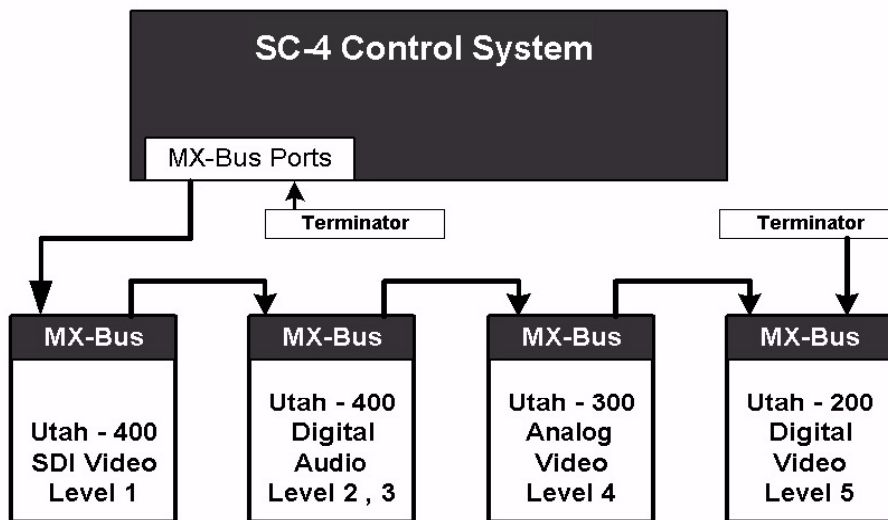 SC-4 Control System
MX-Bus Ports
Terminator
Terminator
MX-Bus
Utah - 400
SDI Video
Level 1
MX-Bus
Utah - 400
Digital
Audio
Level 2 , 3
MX-Bus
Utah - 300
Analog
Video
Level 4
MX-Bus
Utah - 200
Digital
Video
Level 5